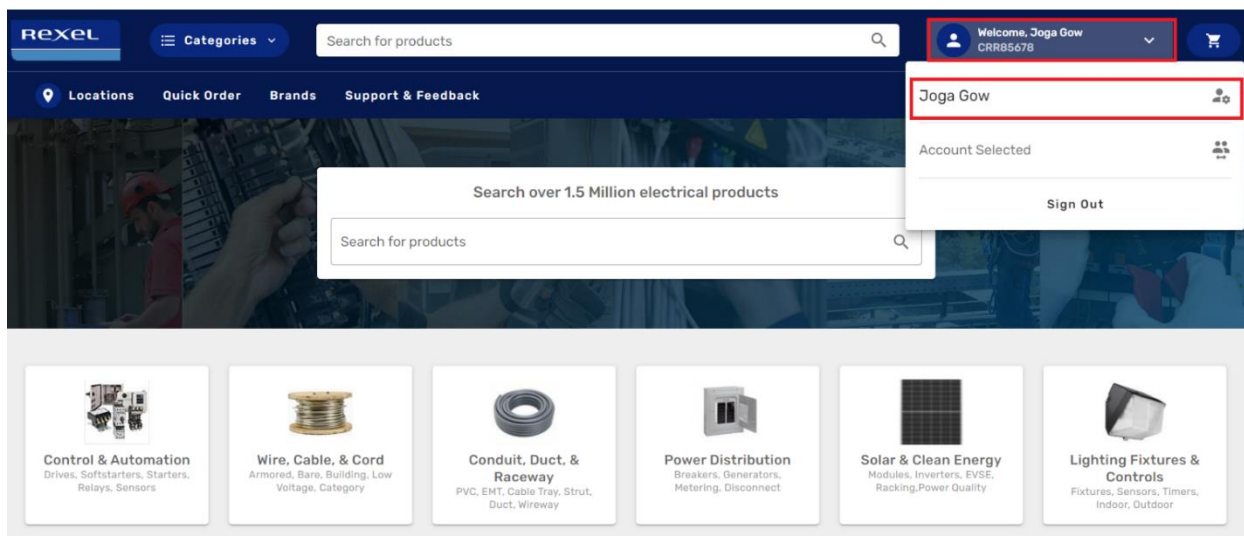 Rexel
Categories
Search for products
Welcome, Joga Gow
CRR85678
Locations
Quick Order
Brands
Support & Feedback
Joga Gow
Account Selected
Sign Out
Search over 1.5 Million electrical products
Search for products
Control & Automation
Drives, Softstarters, Starters,
Relays, Sensors
Wire, Cable, & Cord
Armored, Bare, Building, Low
Voltage, Category
Conduit, Duct, &
Raceway
PVC, EMT, Cable Tray, Strut,
Duct, Wireway
Power Distribution
Breakers, Generators,
Metering, Disconnect
Solar & Clean Energy
Modules, Inverters, EVSE,
Racking,Power Quality
Lighting Fixtures &
Controls
Fixtures, Sensors, Timers,
Indoor, Outdoor